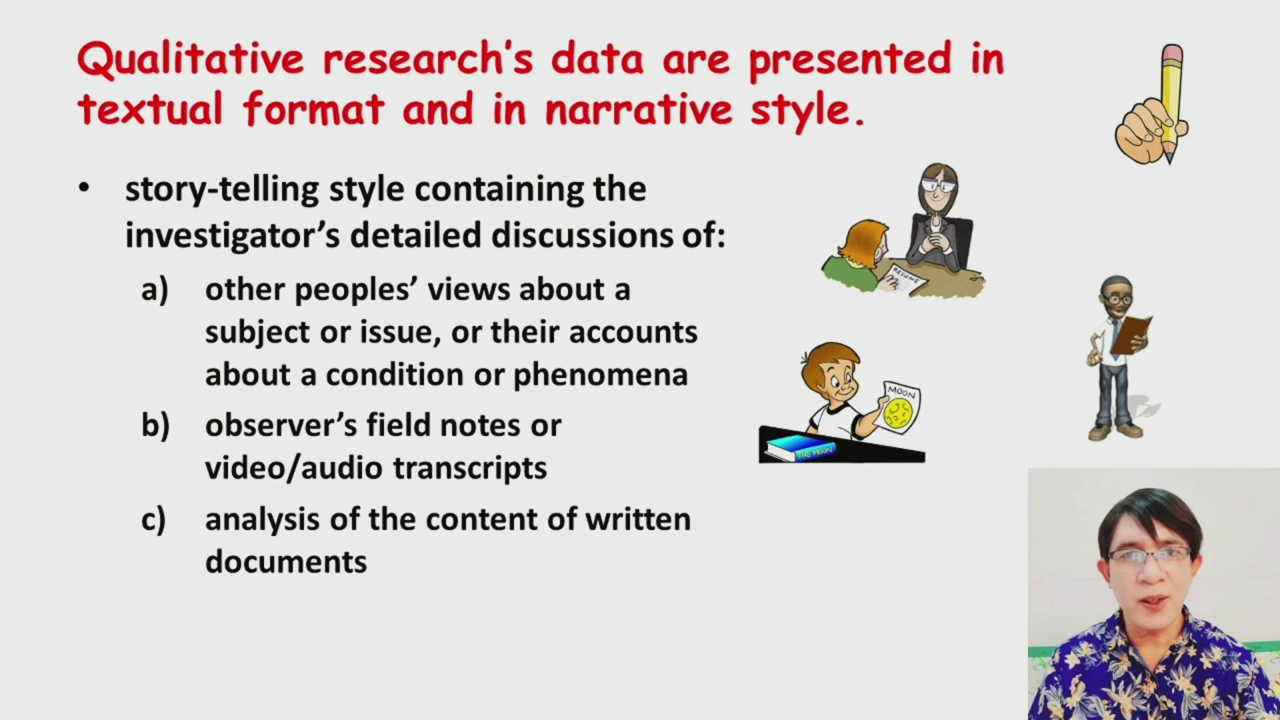 Qualitative research's data are presented in
textual format and in narrative style.
• story-telling style containing the
investigator's detailed discussions of:
a) other peoples' views about a
subject or issue, or their accounts
about a condition or phenomena
b) observer's field notes or
video/audio transcripts
c) analysis of the content of written
documents
RESUME
MOON
THE MOON